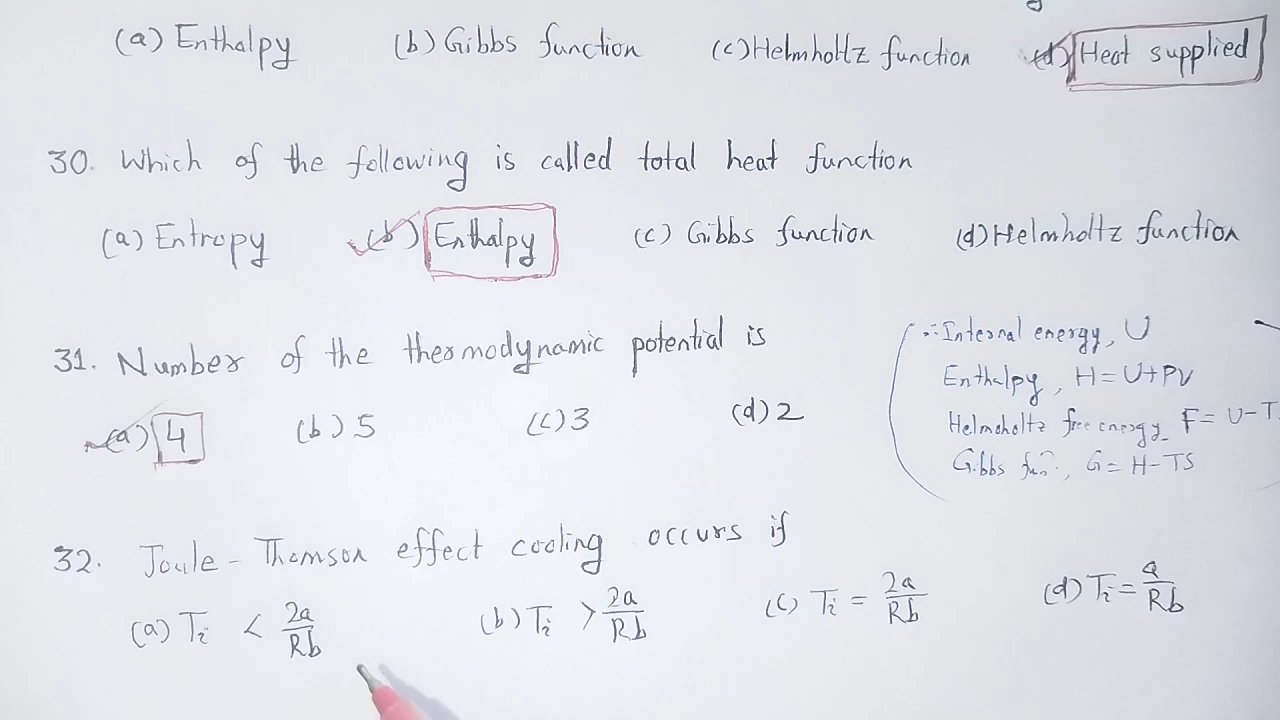 (a) Enthalpy (b) Gibbs function (c) Helmholtz function (d) Heat supplied
30. Which of the following is called total heat function
(a) Entropy (b) Enthalpy (c) Gibbs function (d) Helmholtz function
31. Number of the thermodynamic potential is
(a) 4 (b) 5 (c) 3 (d) 2
∴ Internal energy, U
Enthalpy, H = U+PV
Helmoholtz free energy F = U-T
Gibbs fun., G = H-TS
32. Joule - Thomson effect cooling occurs if
(a) Ti < 2a/Rb (b) Ti > 2a/Rb (c) Ti = 2a/Rb (d) Ti = a/Rb